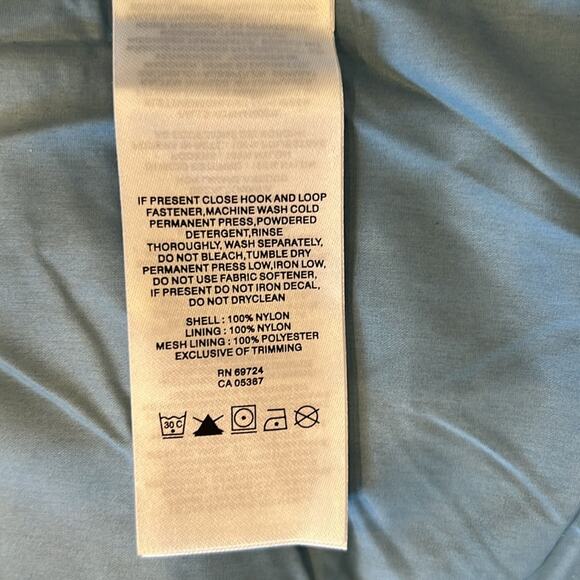 IF PRESENT CLOSE HOOK AND LOOP
FASTENER,MACHINE WASH COLD
PERMANENT PRESS,POWDERED
DETERGENT,RINSE
THOROUGHLY, WASH SEPARATELY,
DO NOT BLEACH,TUMBLE DRY
PERMANENT PRESS LOW,IRON LOW,
DO NOT USE FABRIC SOFTENER,
IF PRESENT DO NOT IRON DECAL,
DO NOT DRYCLEAN
SHELL : 100% NYLON
LINING : 100% NYLON
MESH LINING : 100% POLYESTER
EXCLUSIVE OF TRIMMING
RN 69724
CA 05367
30 C